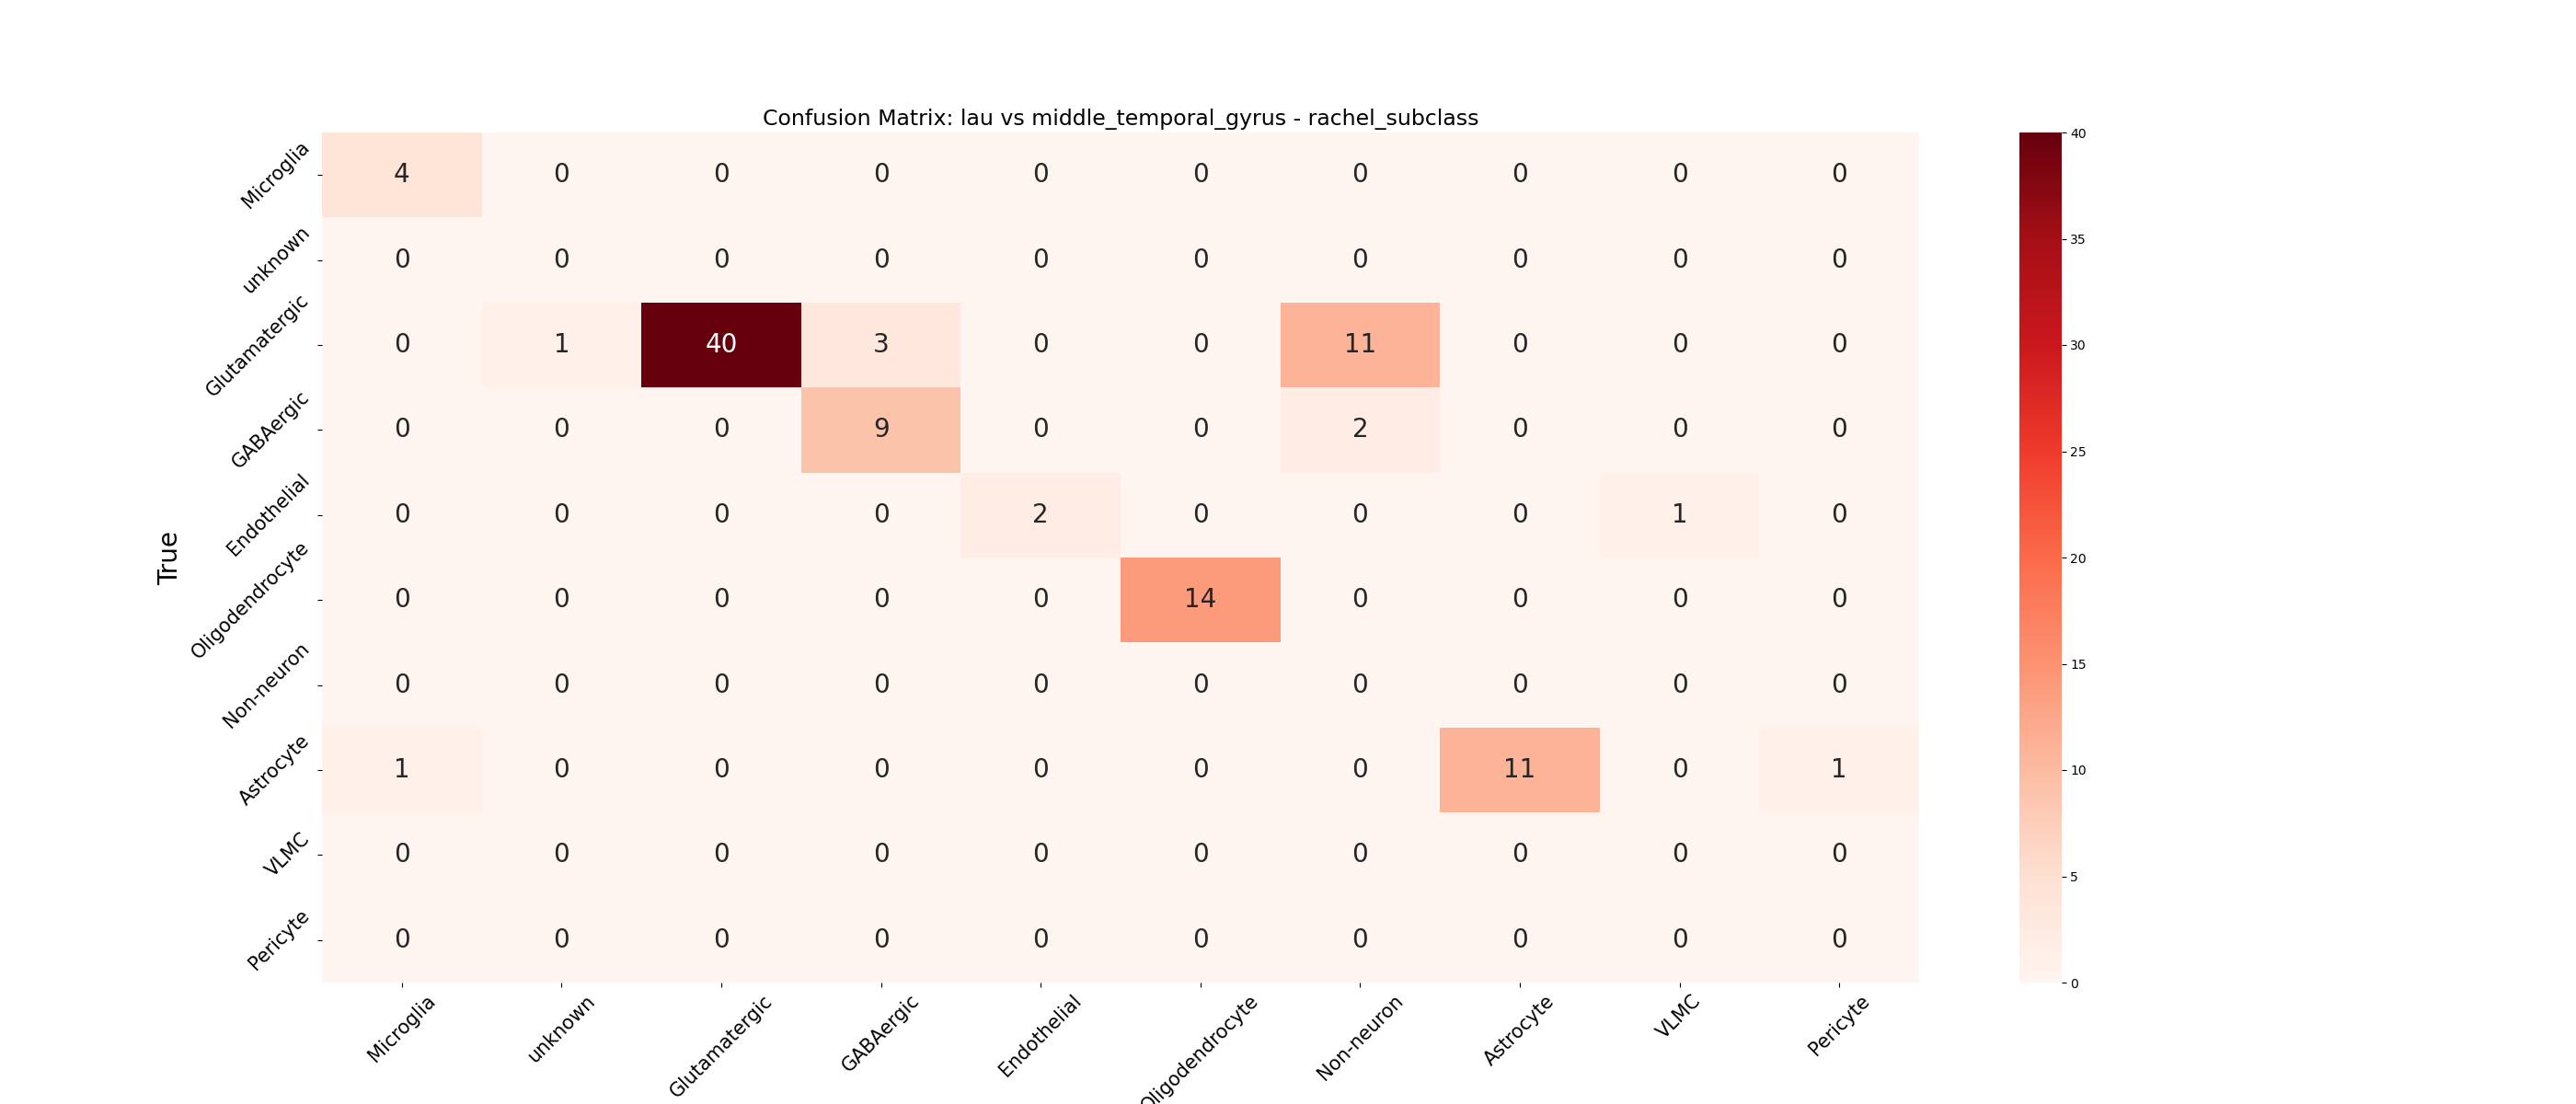 Confusion Matrix: lau vs middle_temporal_gyrus - rachel_subclass
True
Microglia 4 0 0 0 0 0 0 0 0 0
unknown 0 0 0 0 0 0 0 0 0 0
Glutamatergic 0 1 40 3 0 0 11 0 0 0
GABAergic 0 0 0 9 0 0 2 0 0 0
Endothelial 0 0 0 0 2 0 0 0 1 0
Oligodendrocyte 0 0 0 0 0 14 0 0 0 0
Non-neuron 0 0 0 0 0 0 0 0 0 0
Astrocyte 1 0 0 0 0 0 0 11 0 1
VLMC 0 0 0 0 0 0 0 0 0 0
Pericyte 0 0 0 0 0 0 0 0 0 0
Microglia unknown Glutamatergic GABAergic Endothelial Oligodendrocyte Non-neuron Astrocyte VLMC Pericyte
40
35
30
25
20
15
10
5
0